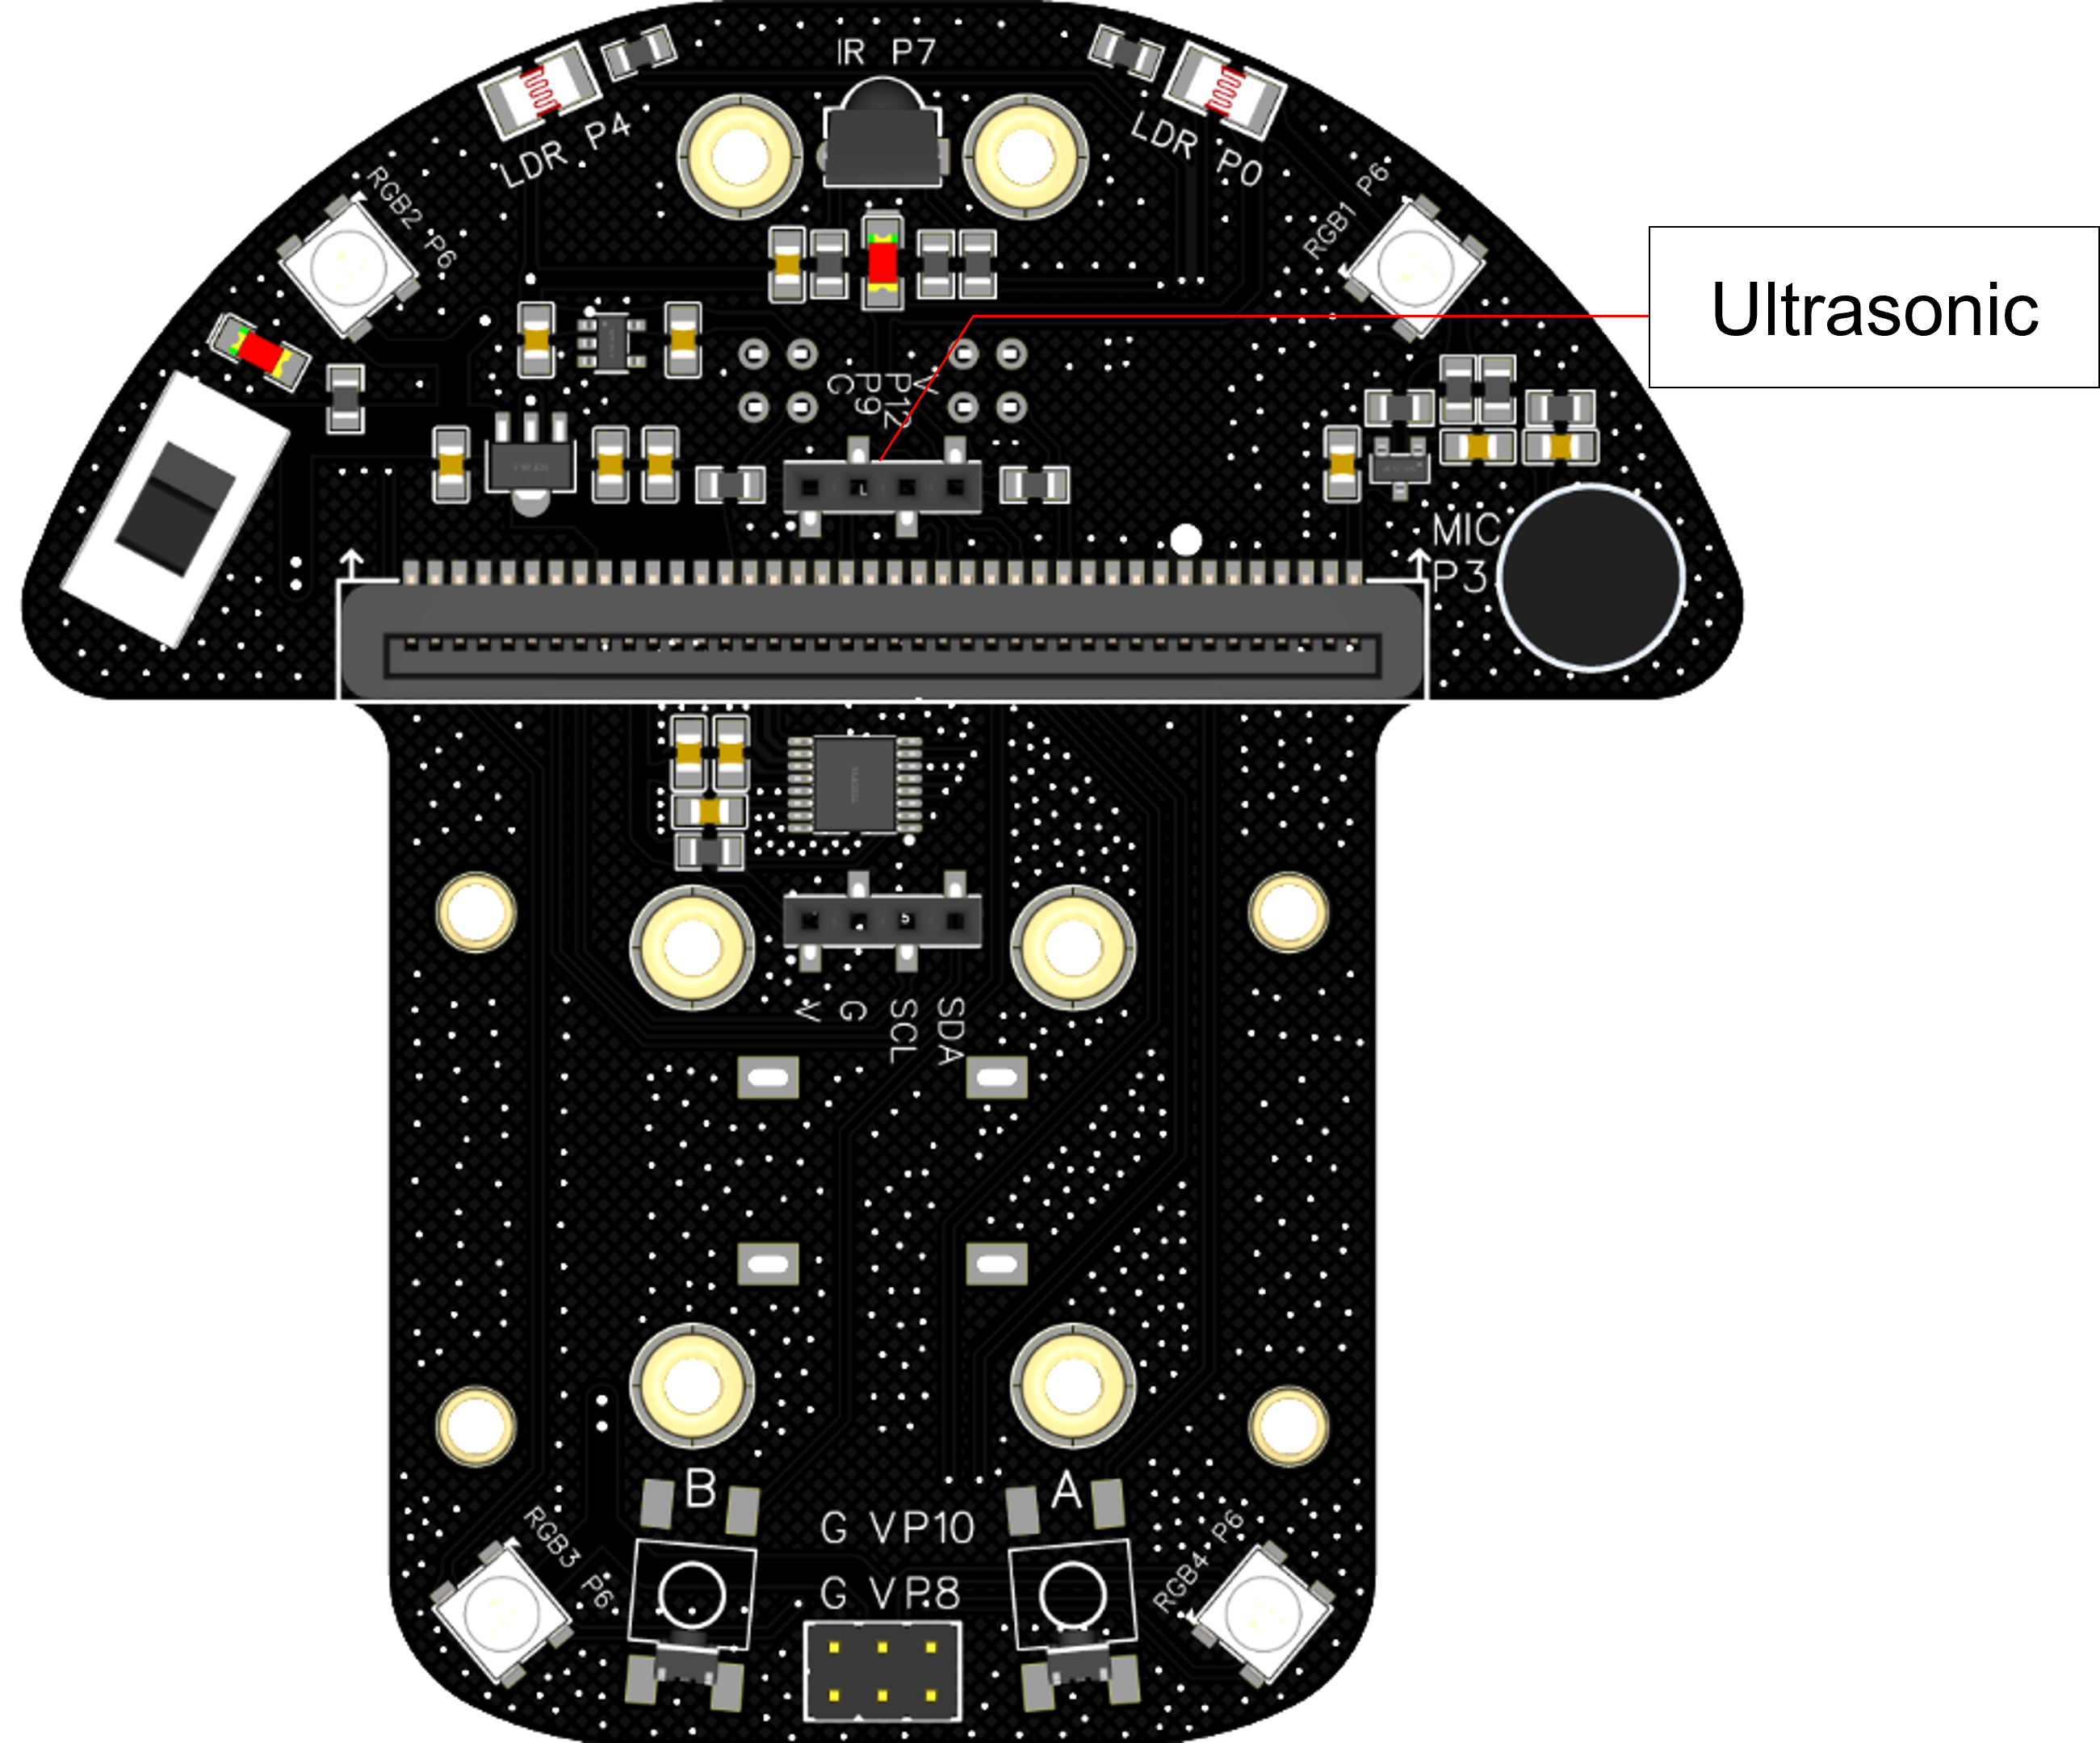 IR P7
LDR P4
LDR P0
RGB2 P6
RGB1 P6
Ultrasonic
G
P9
P12
V
MIC
P3
V
G
SCL
SDA
B
A
G VP10
G VP8
RGB3 P6
RGB4 P6